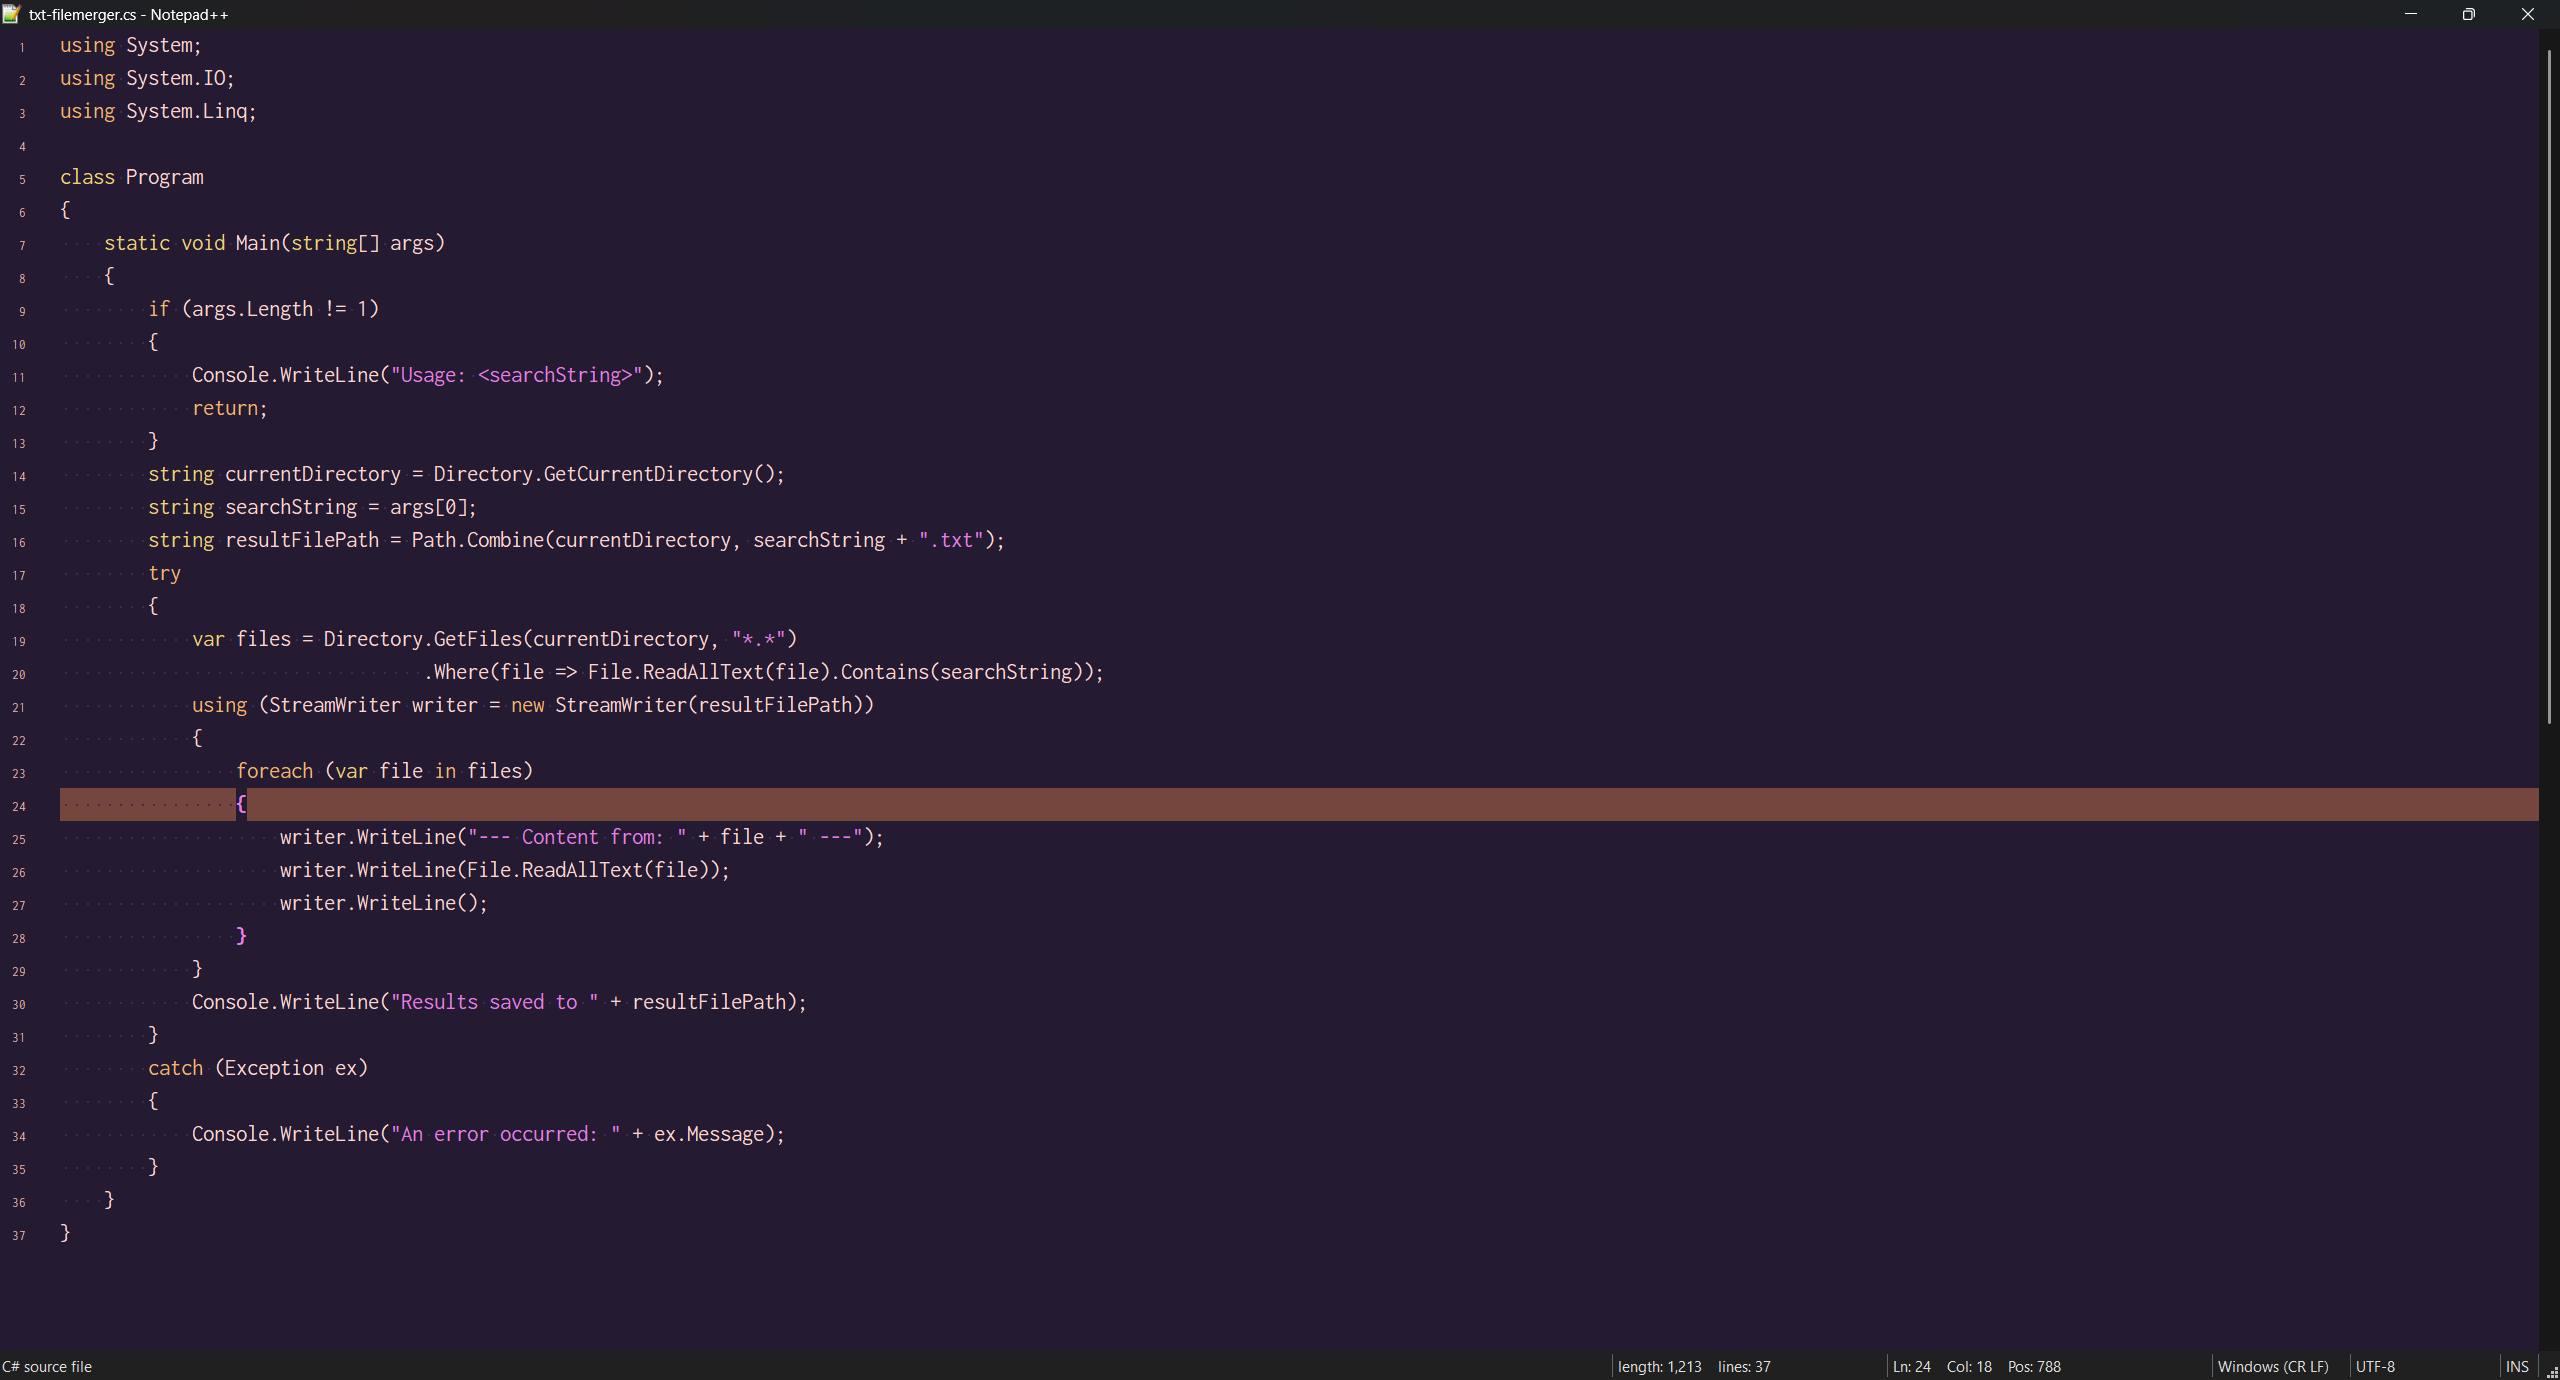 txt-filemerger.cs - Notepad++
1 using System;
2 using System.IO;
3 using System.Linq;
4
5 class Program
6 {
7     static void Main(string[] args)
8     {
9         if (args.Length != 1)
10         {
11             Console.WriteLine("Usage: <searchString>");
12             return;
13         }
14         string currentDirectory = Directory.GetCurrentDirectory();
15         string searchString = args[0];
16         string resultFilePath = Path.Combine(currentDirectory, searchString + ".txt");
17         try
18         {
19             var files = Directory.GetFiles(currentDirectory, "*.*")
20                                  .Where(file => File.ReadAllText(file).Contains(searchString));
21             using (StreamWriter writer = new StreamWriter(resultFilePath))
22             {
23                 foreach (var file in files)
24                 {
25                     writer.WriteLine("--- Content from: " + file + " ---");
26                     writer.WriteLine(File.ReadAllText(file));
27                     writer.WriteLine();
28                 }
29             }
30             Console.WriteLine("Results saved to " + resultFilePath);
31         }
32         catch (Exception ex)
33         {
34             Console.WriteLine("An error occurred: " + ex.Message);
35         }
36     }
37 }
C# source file length: 1,213 lines: 37 Ln: 24 Col: 18 Pos: 788 Windows (CR LF) UTF-8 INS